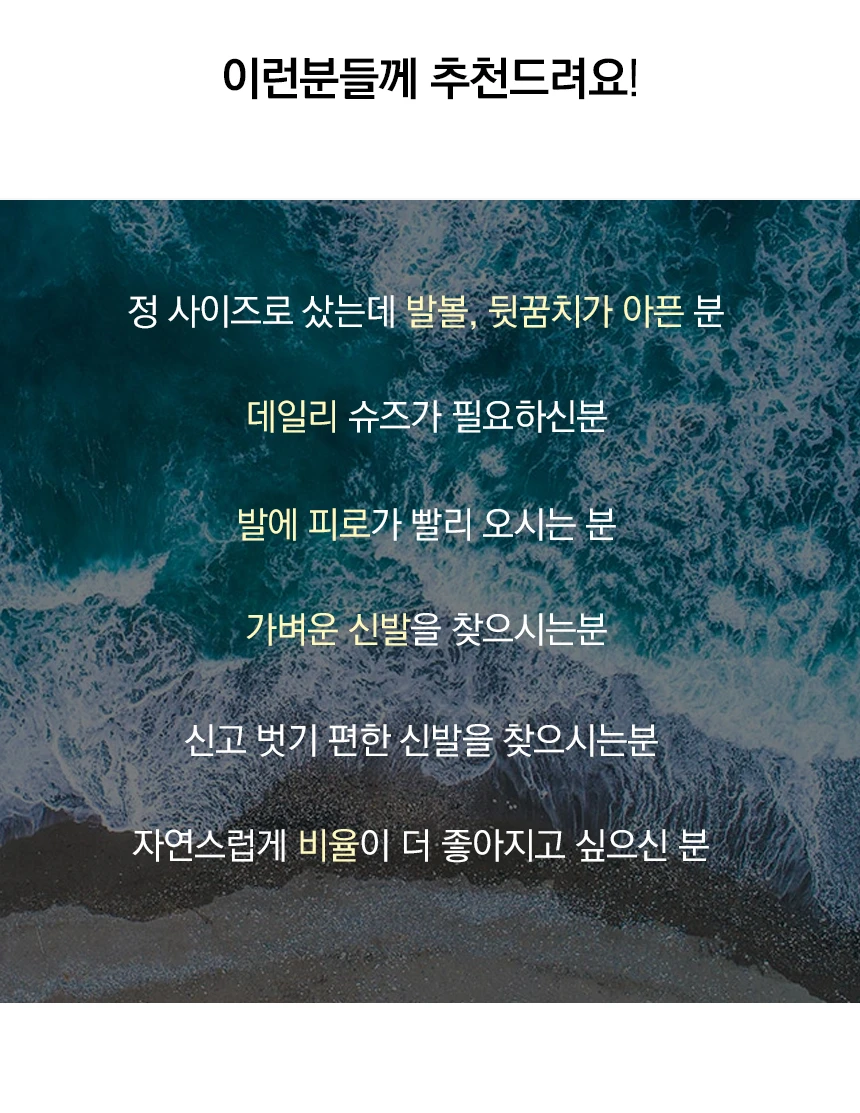 이런분들께 추천드려요!
정 사이즈로 샀는데 발볼, 뒷꿈치가 아픈 분
데일리 슈즈가 필요하신분
발에 피로가 빨리 오시는 분
가벼운 신발을 찾으시는분
신고 벗기 편한 신발을 찾으시는분
자연스럽게 비율이 더 좋아지고 싶으신 분